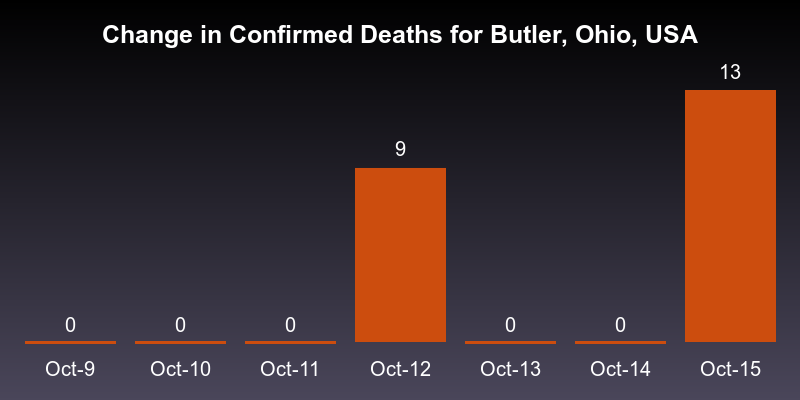 Change in Confirmed Deaths for Butler, Ohio, USA
13
9
0 0 0 0 0
Oct-9 Oct-10 Oct-11 Oct-12 Oct-13 Oct-14 Oct-15